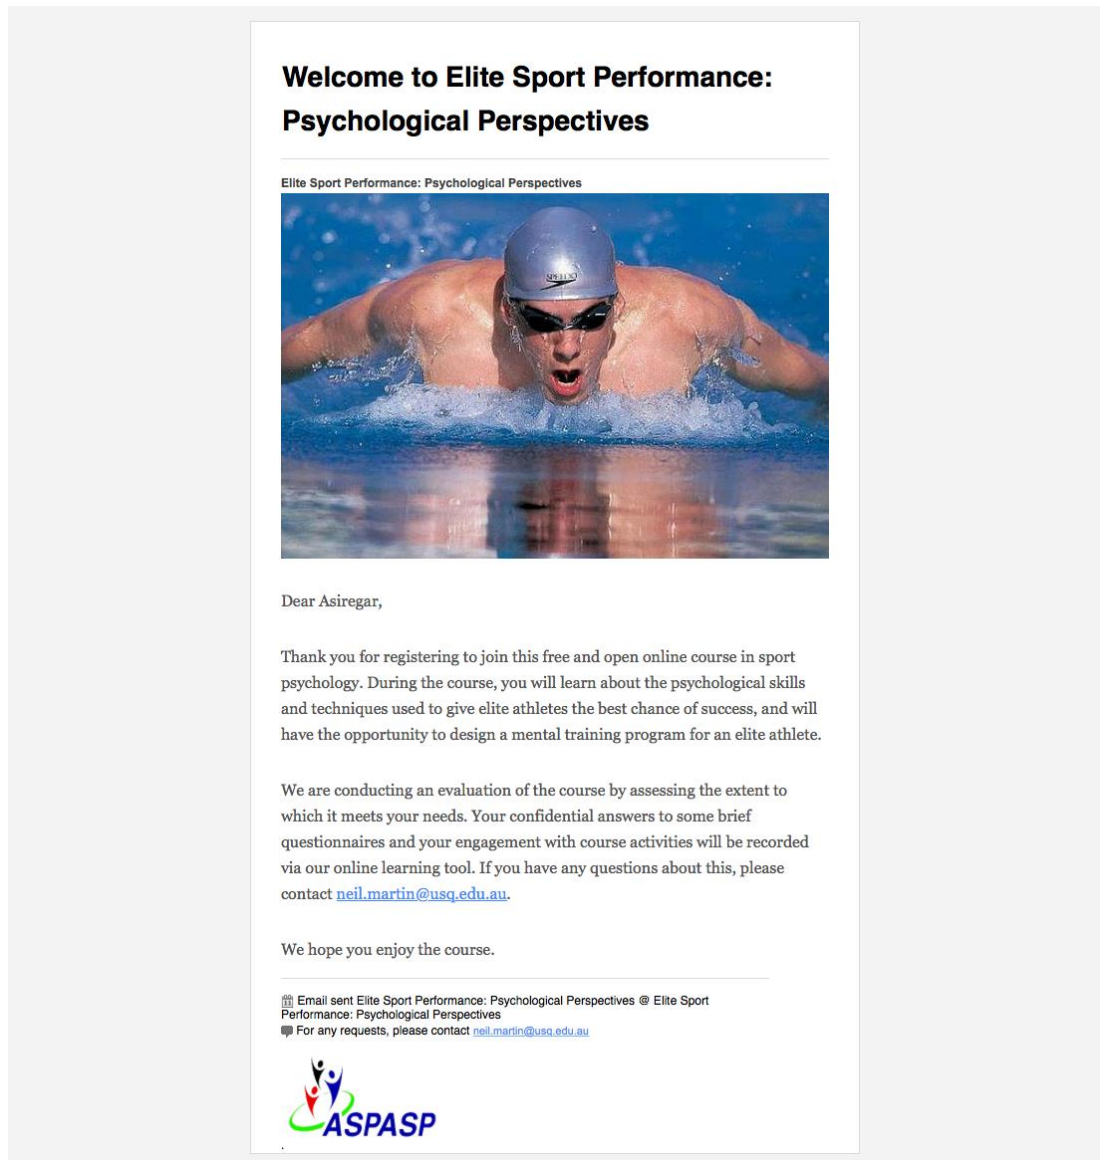 Welcome to Elite Sport Performance:
Psychological Perspectives
Elite Sport Performance: Psychological Perspectives
SPEEDO
Dear Asiregar,
Thank you for registering to join this free and open online course in sport
psychology. During the course, you will learn about the psychological skills
and techniques used to give elite athletes the best chance of success, and will
have the opportunity to design a mental training program for an elite athlete.
We are conducting an evaluation of the course by assessing the extent to
which it meets your needs. Your confidential answers to some brief
questionnaires and your engagement with course activities will be recorded
via our online learning tool. If you have any questions about this, please
contact neil.martin@usq.edu.au.
We hope you enjoy the course.
Email sent Elite Sport Performance: Psychological Perspectives @ Elite Sport
Performance: Psychological Perspectives
For any requests, please contact neil.martin@usq.edu.au
ASPASP
.